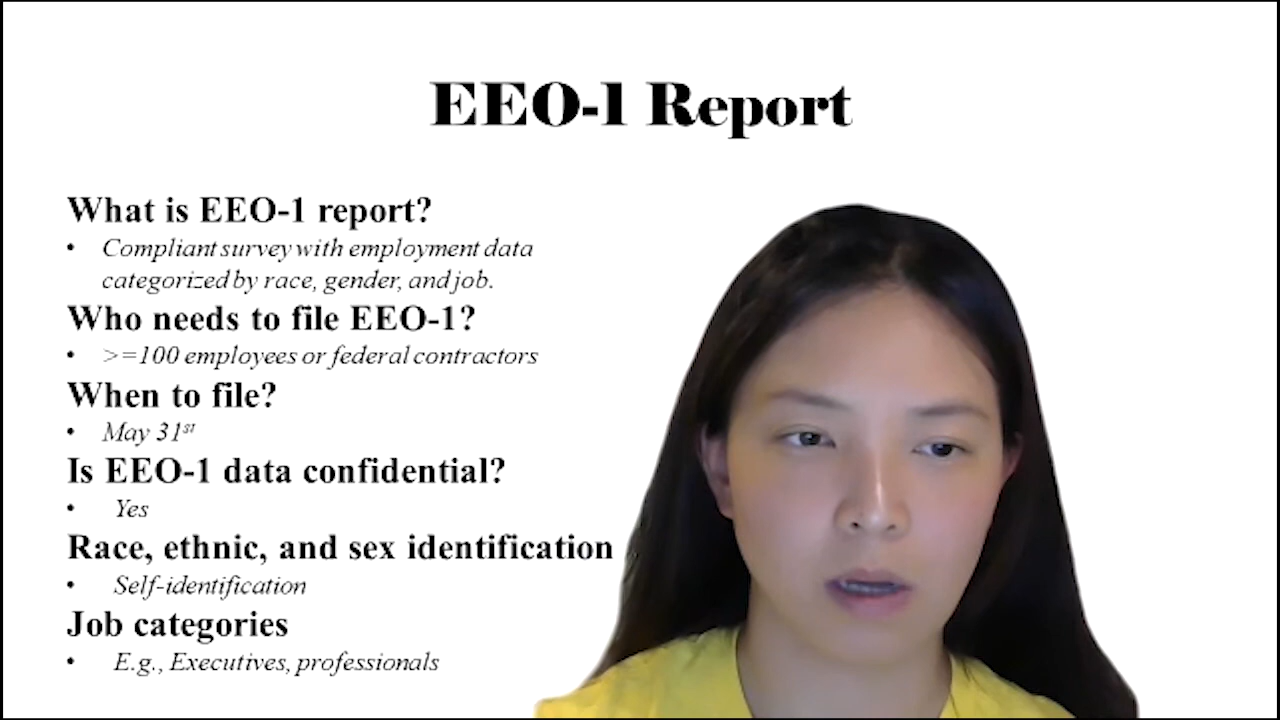 EEO-1 Report
What is EEO-1 report?
• Compliant survey with employment data
categorized by race, gender, and job.
Who needs to file EEO-1?
• >=100 employees or federal contractors
When to file?
• May 31st
Is EEO-1 data confidential?
• Yes
Race, ethnic, and sex identification
• Self-identification
Job categories
• E.g., Executives, professionals